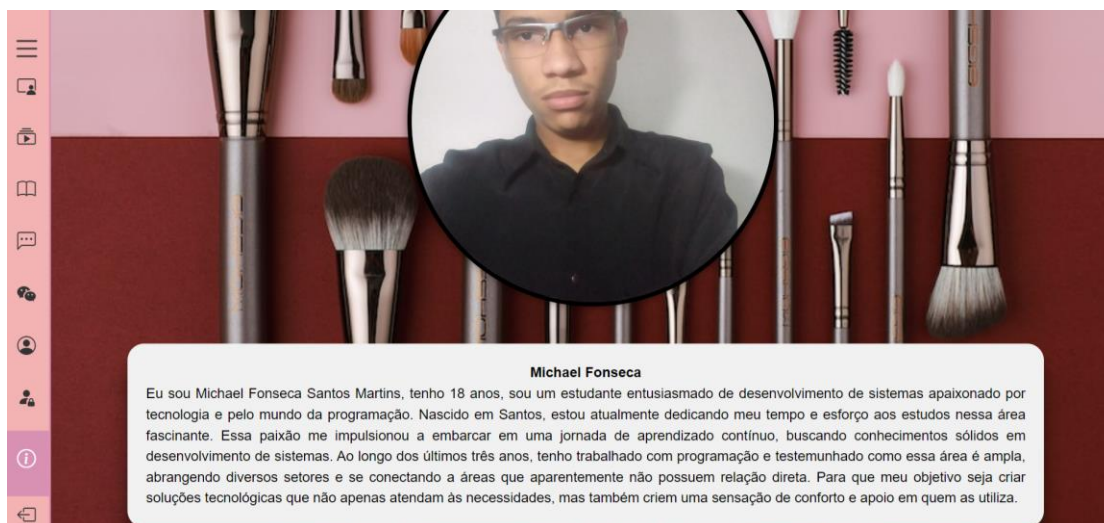 Michael Fonseca
Eu sou Michael Fonseca Santos Martins, tenho 18 anos, sou um estudante entusiasmado de desenvolvimento de sistemas apaixonado por
tecnologia e pelo mundo da programação. Nascido em Santos, estou atualmente dedicando meu tempo e esforço aos estudos nessa área
fascinante. Essa paixão me impulsionou a embarcar em uma jornada de aprendizado contínuo, buscando conhecimentos sólidos em
desenvolvimento de sistemas. Ao longo dos últimos três anos, tenho trabalhado com programação e testemunhado como essa área é ampla,
abrangendo diversos setores e se conectando a áreas que aparentemente não possuem relação direta. Para que meu objetivo seja criar
soluções tecnológicas que não apenas atendam às necessidades, mas também criem uma sensação de conforto e apoio em quem as utiliza.